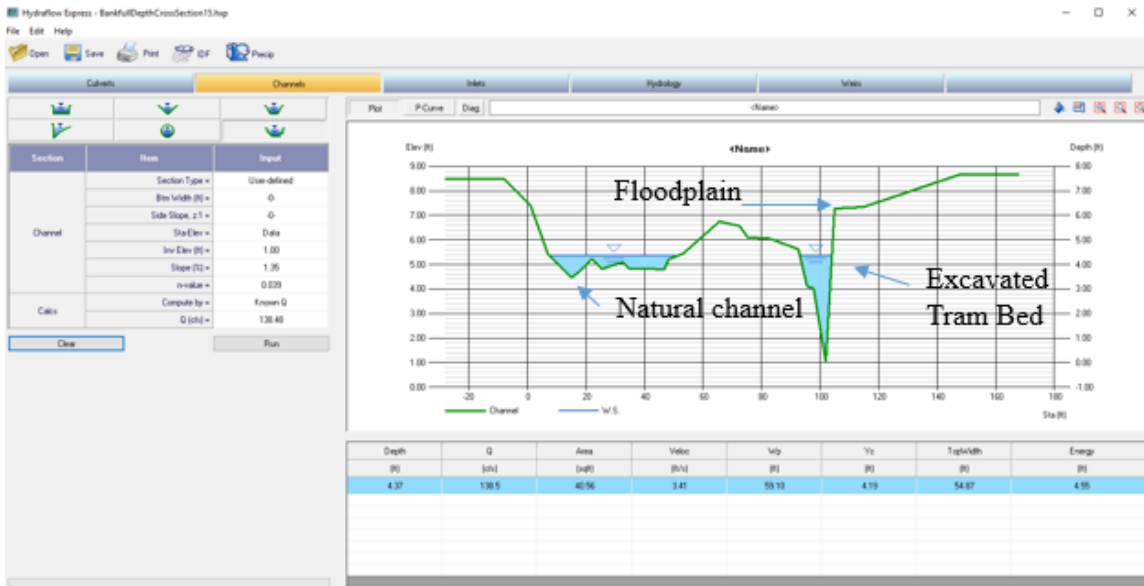 Hydraflow Express - BankfullDepthCrossSection15.hxp
File Edit Help
Open Save Print IDF Precip
Culverts Channels Inlets Hydrology Weirs
Plot P-Curve Diag <Name>
Section Item Input
Channel
Section Type = User-defined
Btm Width (ft) = -0-
Side Slope, z:1 = -0-
Sta-Elev = Data
Inv Elev (ft) = 1.00
Slope (%) = 1.35
n-value = 0.039
Calcs
Compute by = Known Q
Q (cfs) = 138.48
Clear Run
Elev (ft) <Name> Depth (ft)
9.00 8.00
8.00 7.00
7.00 6.00
6.00 5.00
5.00 4.00
4.00 3.00
3.00 2.00
2.00 1.00
1.00 0.00
0.00 -1.00
Floodplain
Natural channel
Excavated
Tram Bed
-20 0 20 40 60 80 100 120 140 160 180
Sta (ft)
Channel W.S.
Depth Q Area Veloc Wp Yc TopWidth Energy
(ft) (cfs) (sqft) (ft/s) (ft) (ft) (ft) (ft)
4.37 138.5 40.56 3.41 59.10 4.19 54.87 4.55